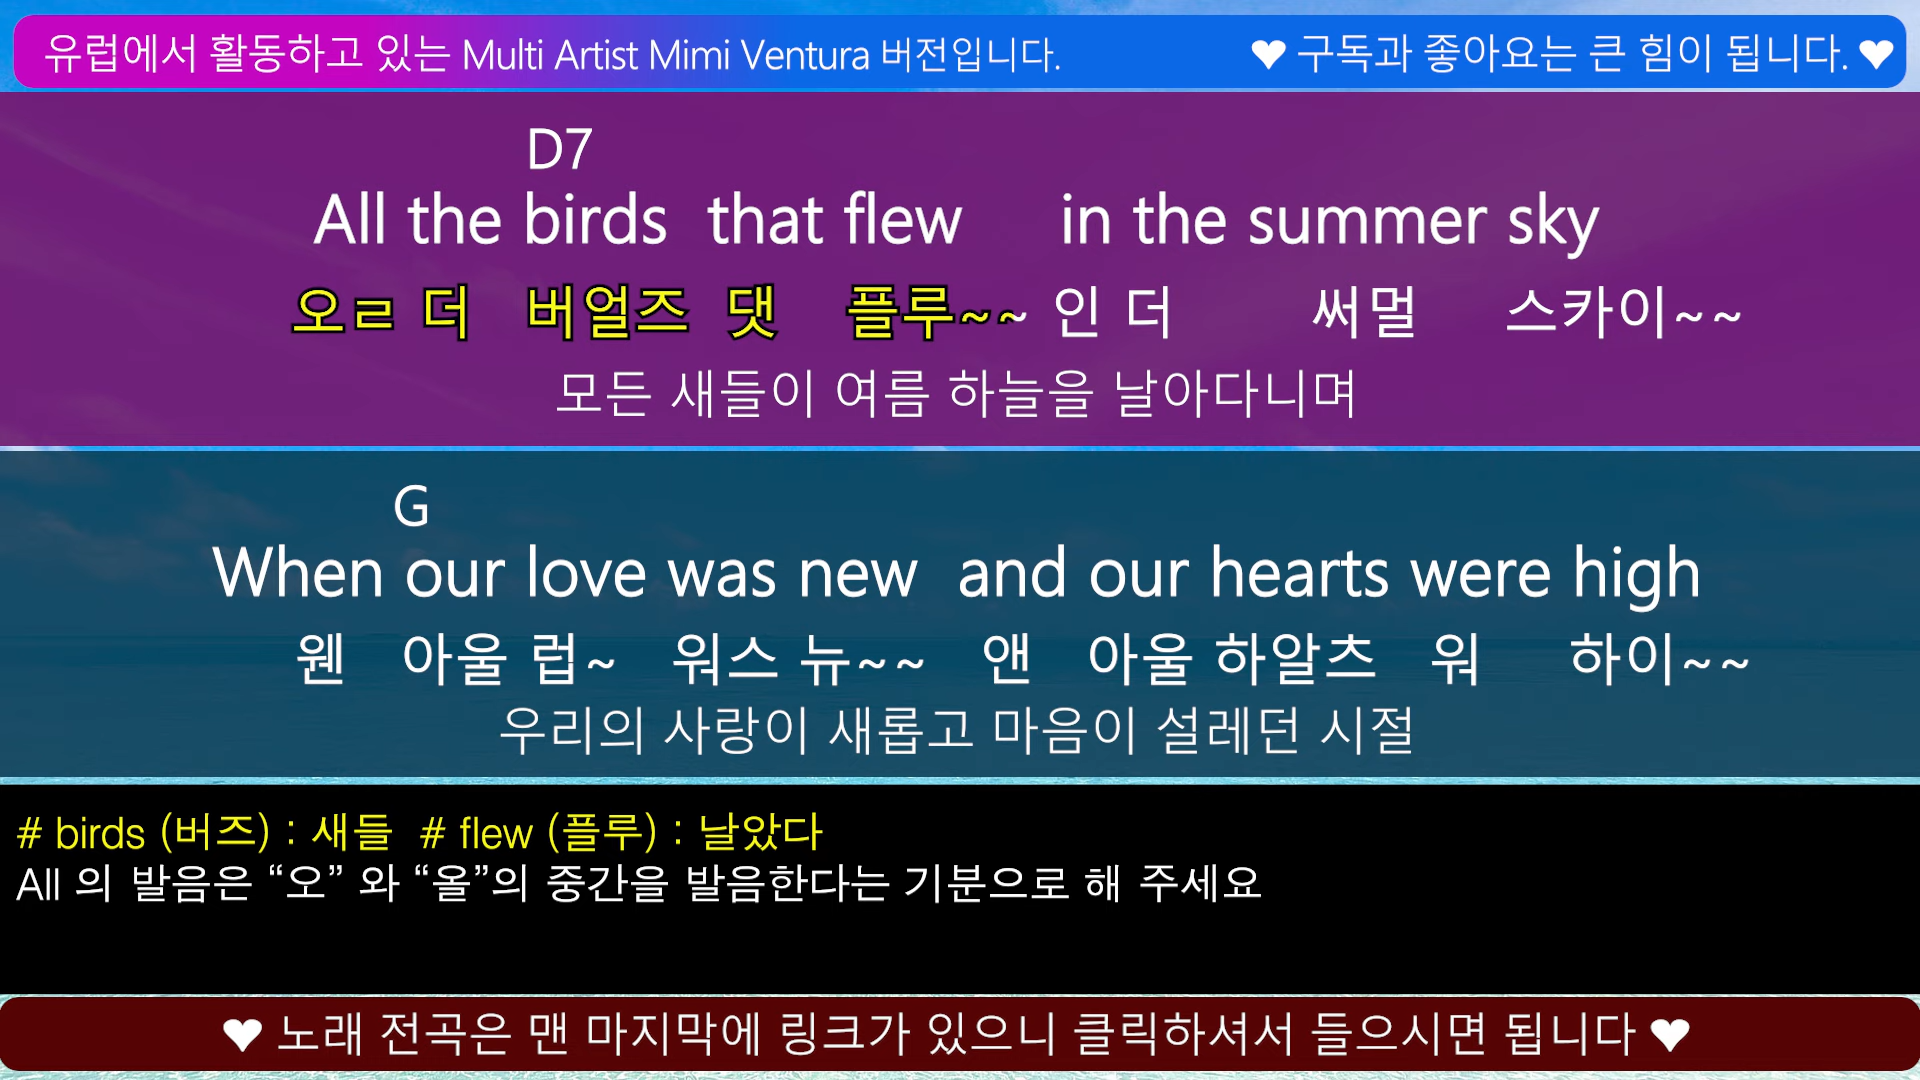 유럽에서 활동하고 있는 Multi Artist Mimi Ventura 버전입니다. ♥ 구독과 좋아요는 큰 힘이 됩니다. ♥
D7
All the birds that flew in the summer sky
오ㄹ 더 버얼즈 댓 플루~~ 인 더 써멀 스카이~~
모든 새들이 여름 하늘을 날아다니며
G
When our love was new and our hearts were high
웬 아울 럽~ 워스 뉴~~ 앤 아울 하알츠 워 하이~~
우리의 사랑이 새롭고 마음이 설레던 시절
# birds (버즈) : 새들 # flew (플루) : 날았다
All 의 발음은 “오” 와 “올”의 중간을 발음한다는 기분으로 해 주세요
♥ 노래 전곡은 맨 마지막에 링크가 있으니 클릭하셔서 들으시면 됩니다 ♥